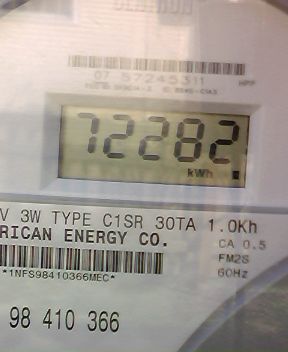 07 57245311
72282
kWh
V 3W TYPE C1SR 30TA 1.0Kh
RICAN ENERGY CO.
CA 0.5
FM2S
60Hz
*1NFS98410366MEC*
98 410 366